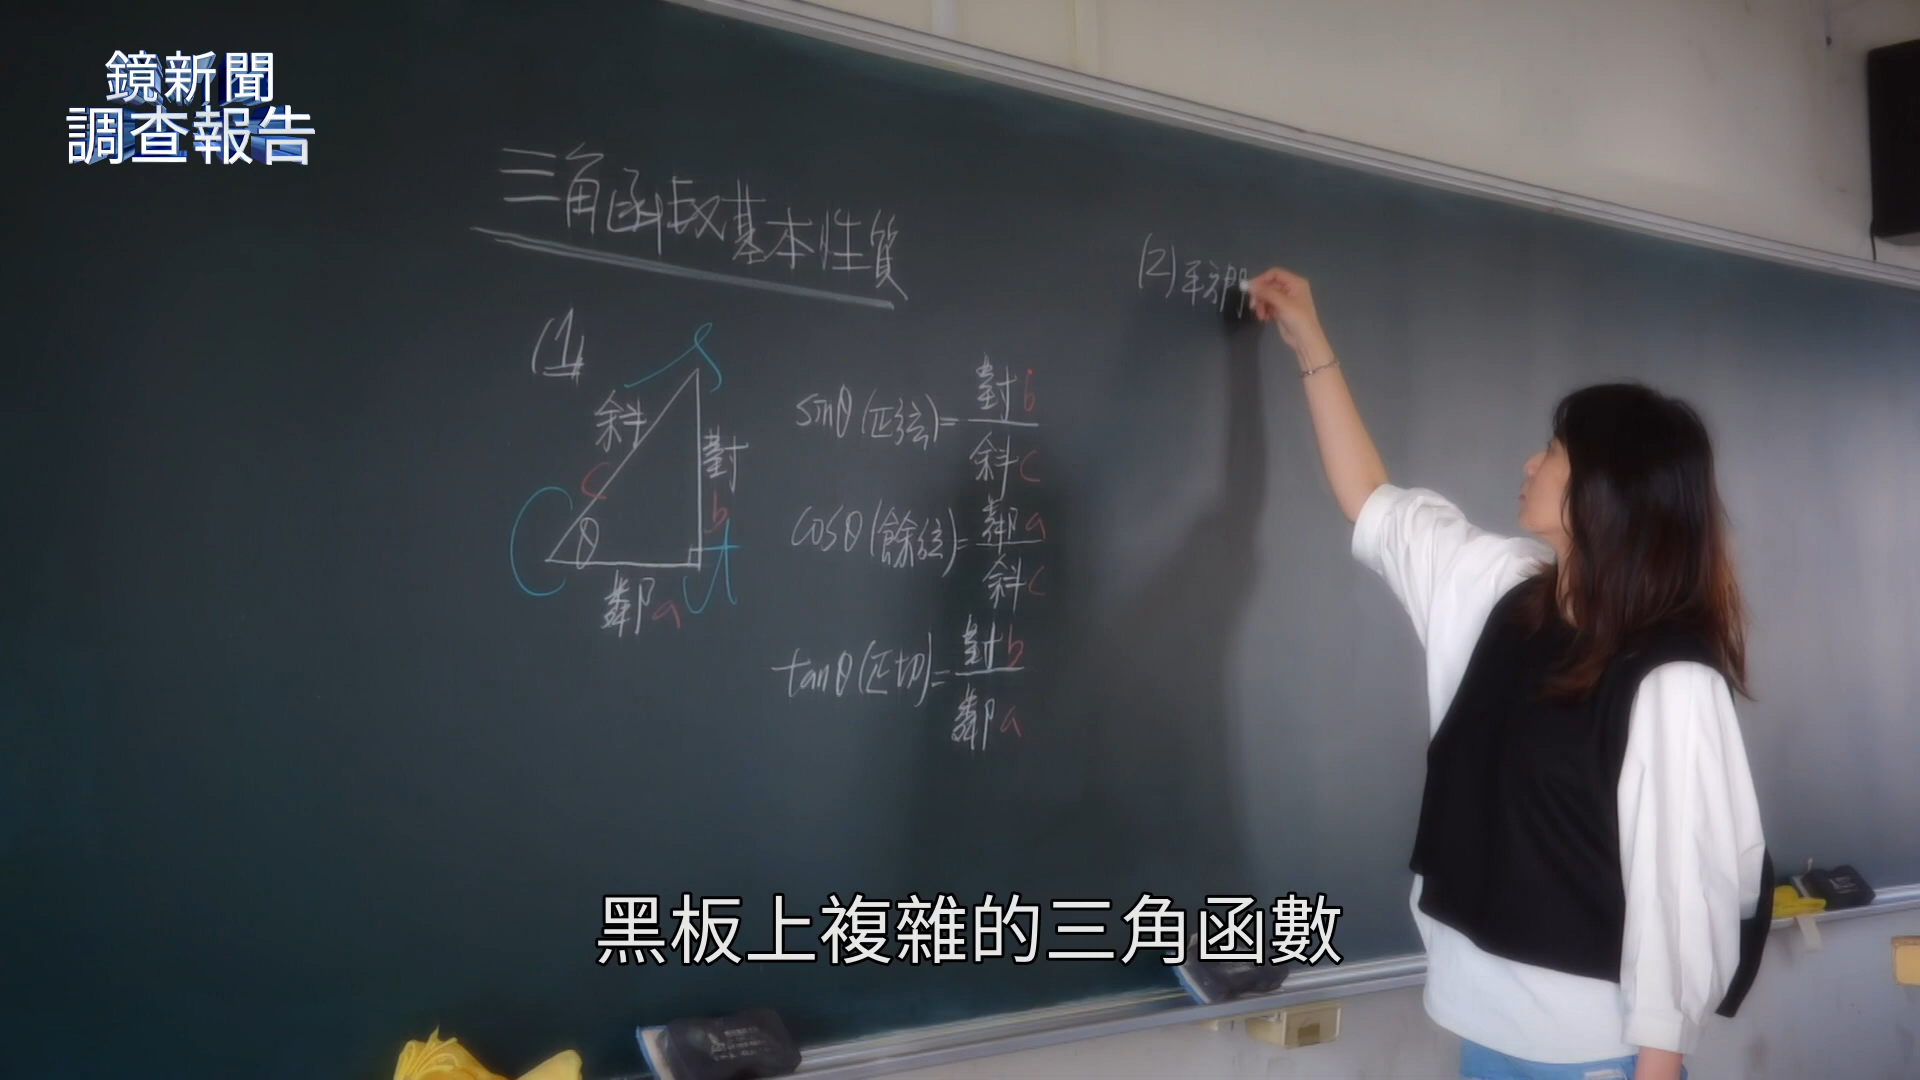 鏡新聞
調查報告
三角函数基本性質
(1)
斜 c
對 b
θ
鄰 a
S
C
t
sinθ(正弦)=對b/斜c
cosθ(餘弦)=鄰a/斜c
tanθ(正切)=對b/鄰a
(2)平方關
黑板上複雜的三角函數